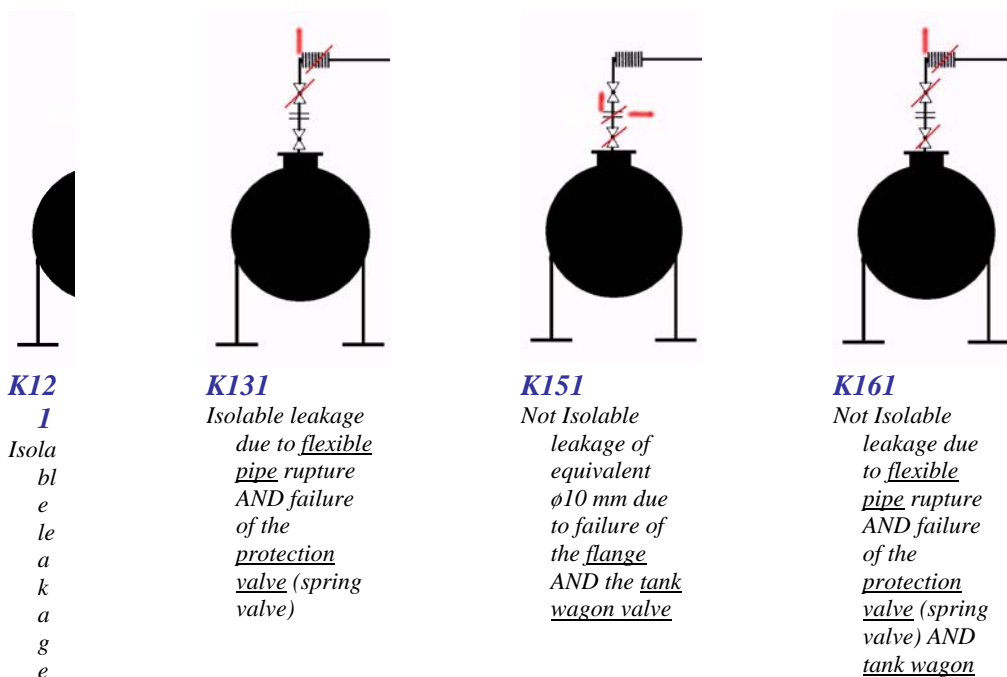 K12
1
Isola
bl
e
le
a
k
a
g
e
K131
Isolable leakage
due to flexible
pipe rupture
AND failure
of the
protection
valve (spring
valve)
K151
Not Isolable
leakage of
equivalent
ø10 mm due
to failure of
the flange
AND the tank
wagon valve
K161
Not Isolable
leakage due
to flexible
pipe rupture
AND failure
of the
protection
valve (spring
valve) AND
tank wagon